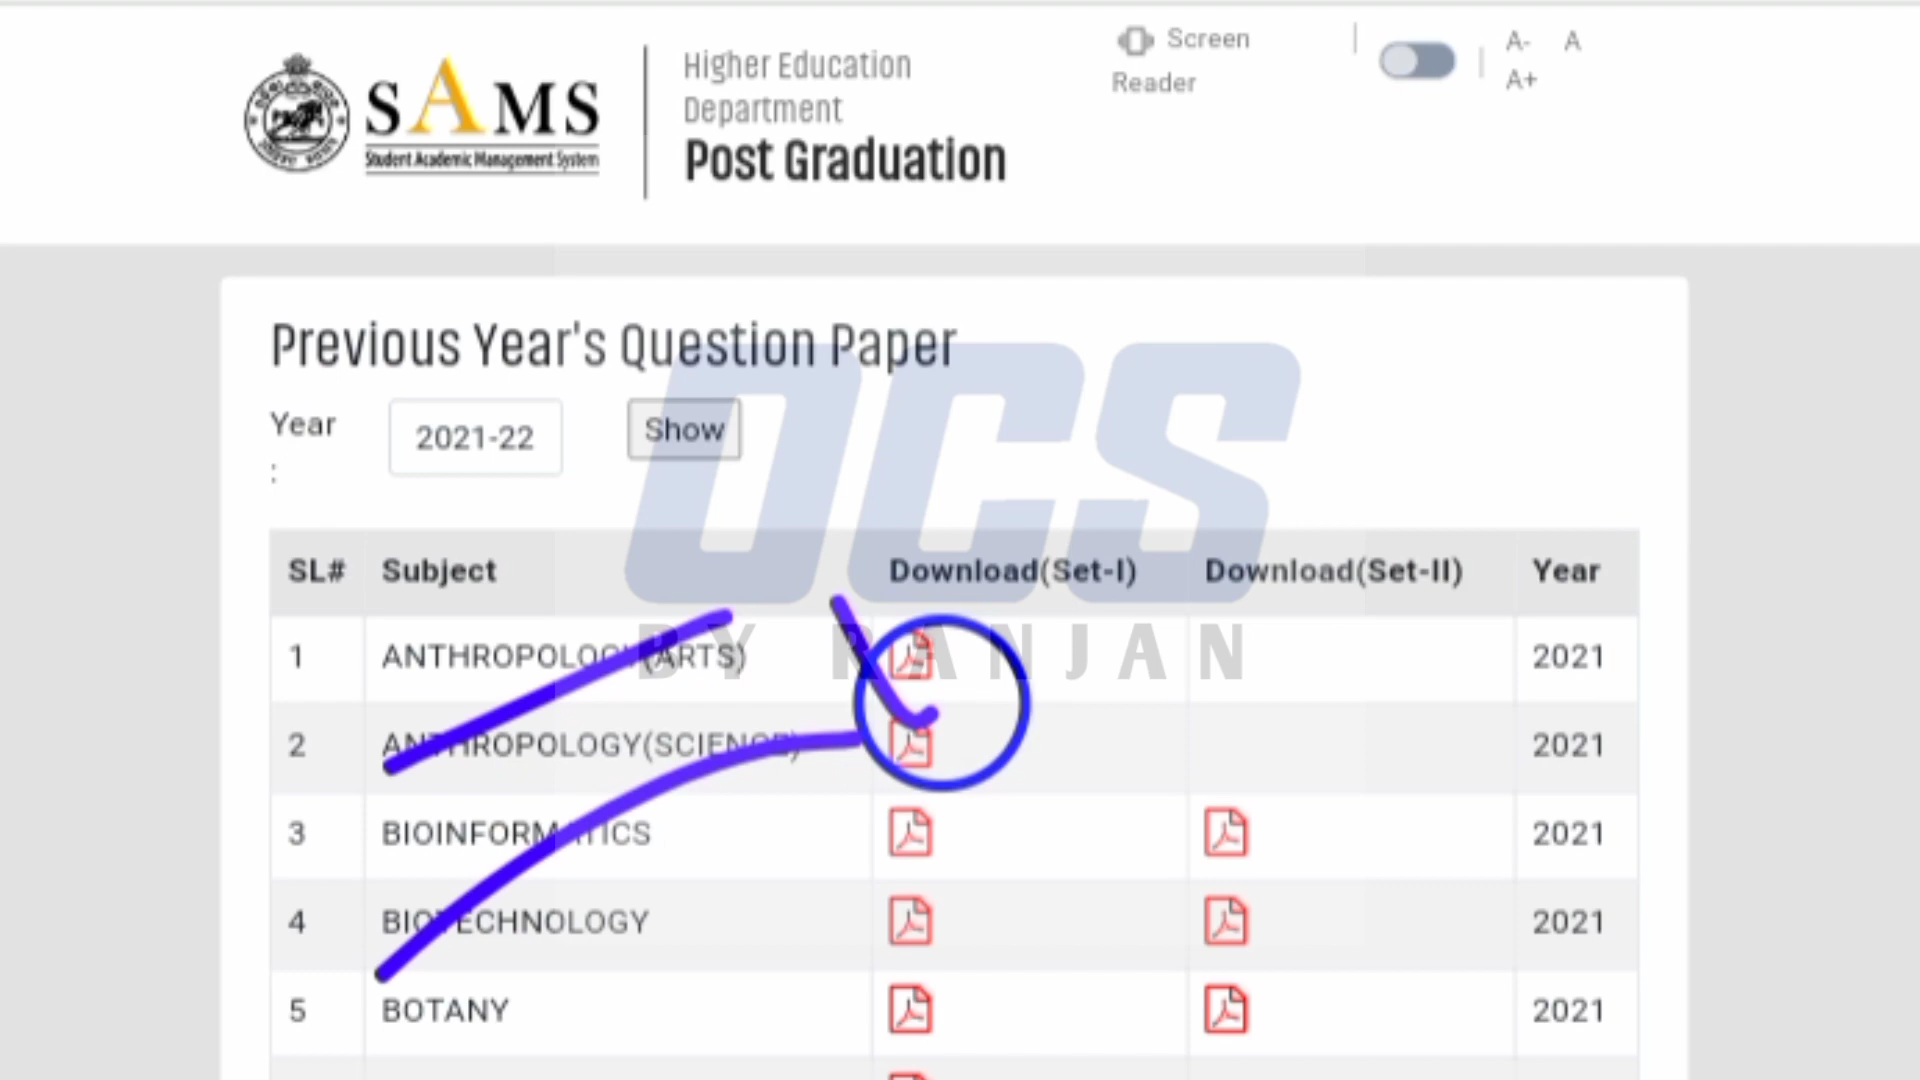 SAMS
Student Academic Management System
Higher Education
Department
Post Graduation
Screen
Reader
A- A
A+
Previous Year's Question Paper
Year
:
2021-22
Show
OCS
BY RANJAN
SL# Subject Download(Set-I) Download(Set-II) Year
1 ANTHROPOLOGY(ARTS) 2021
2 ANTHROPOLOGY(SCIENCE) 2021
3 BIOINFORMATICS 2021
4 BIOTECHNOLOGY 2021
5 BOTANY 2021